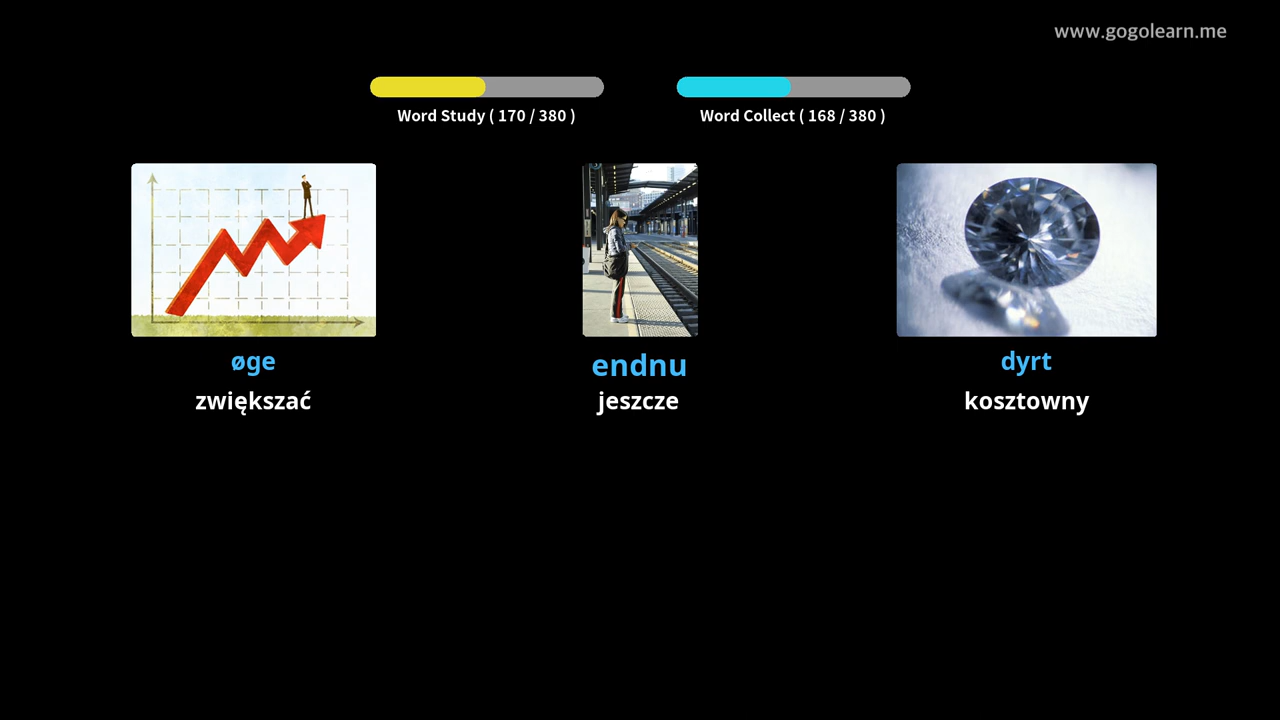 www.gogolearn.me
Word Study ( 170 / 380 )
Word Collect ( 168 / 380 )
øge
endnu
dyrt
zwiększać
jeszcze
kosztowny